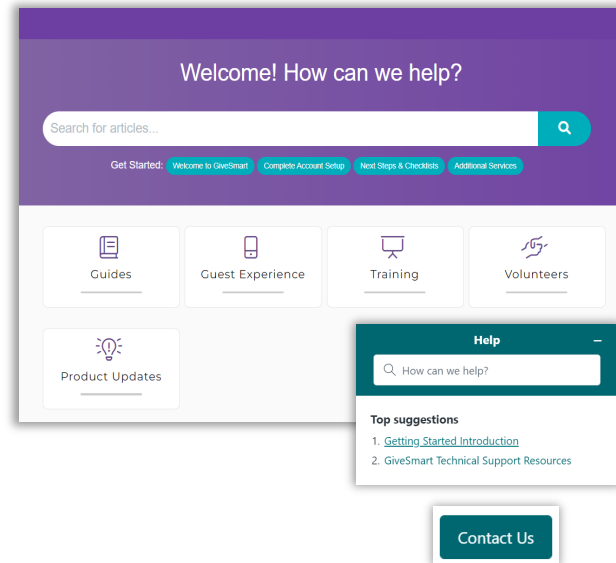 Welcome! How can we help?
Search for articles...
Get Started: Welcome to GiveSmart Complete Account Setup Next Steps & Checklists Additional Services
Guides Guest Experience Training Volunteers
Product Updates
Help –
How can we help?
Top suggestions
1. Getting Started Introduction
2. GiveSmart Technical Support Resources
Contact Us